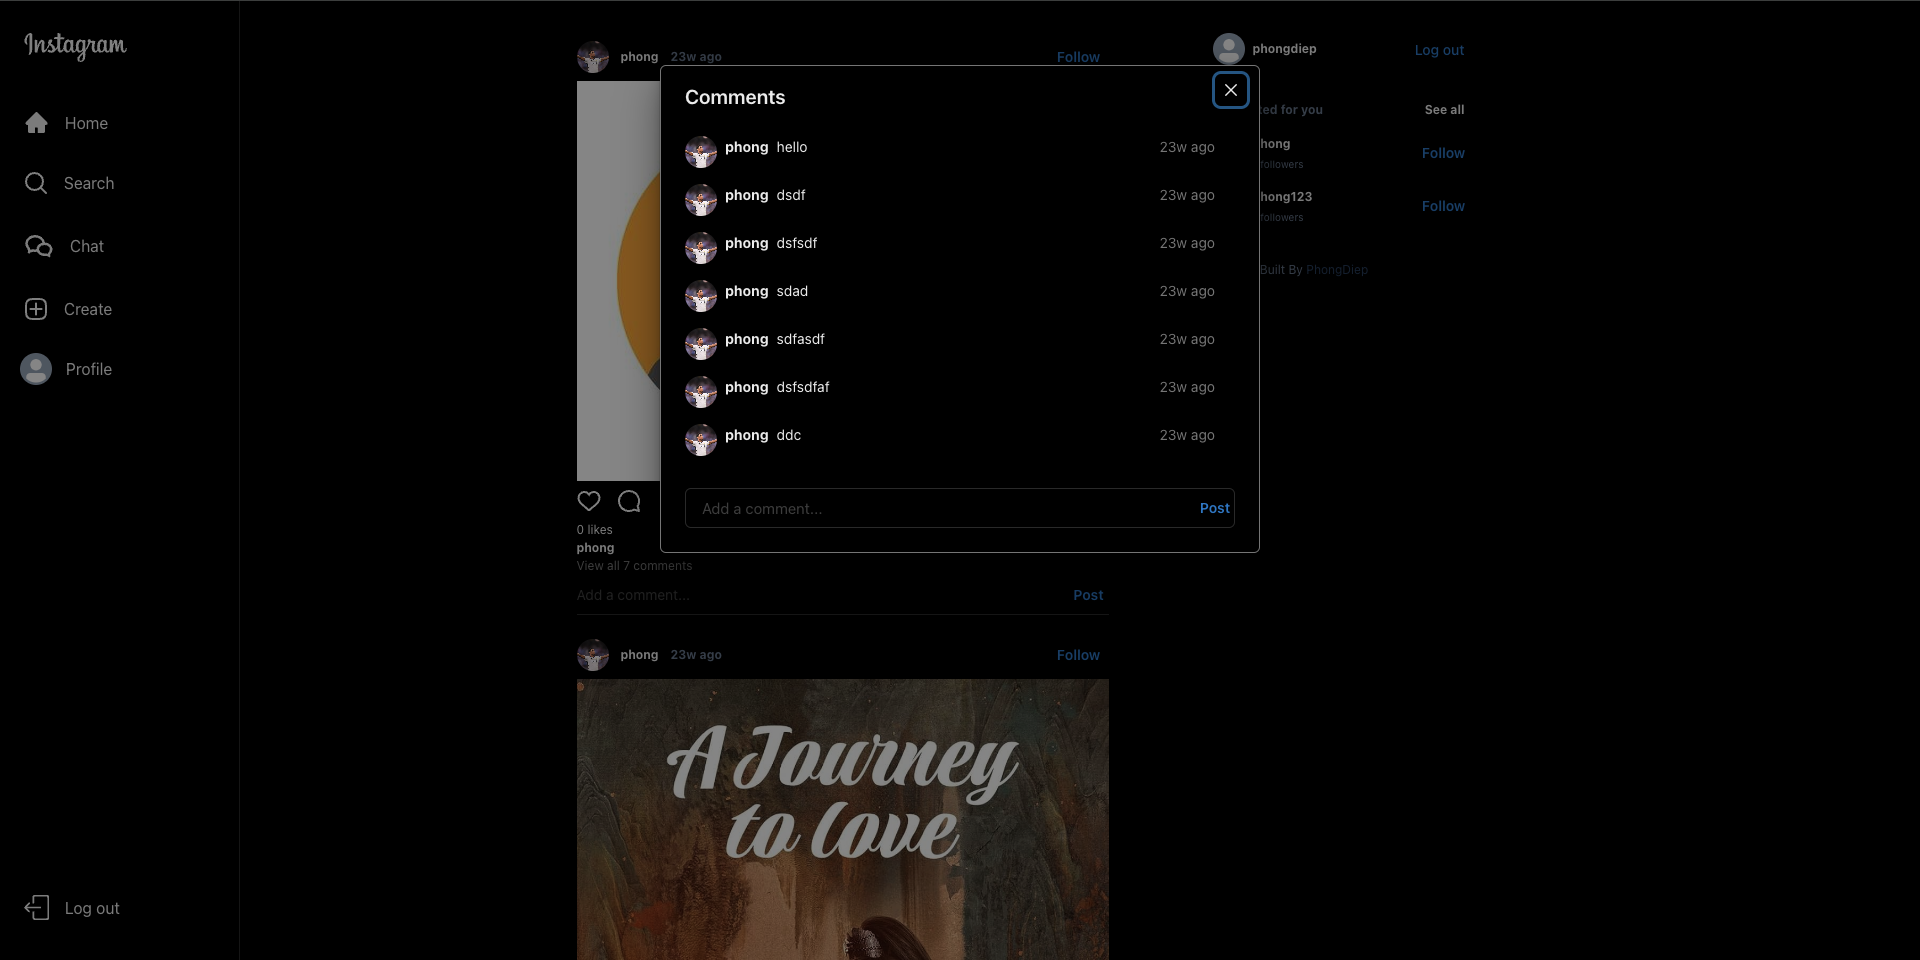 Instagram
Home
Search
Chat
Create
Profile
Log out
phong 23w ago Follow
Comments
phong hello 23w ago
phong dsdf 23w ago
phong dsfsdf 23w ago
phong sdad 23w ago
phong sdfasdf 23w ago
phong dsfsdfaf 23w ago
phong ddc 23w ago
Add a comment... Post
0 likes
phong
View all 7 comments
Add a comment... Post
phong 23w ago Follow
A Journey
to love
phongdiep Log out
ted for you See all
hong
followers
Follow
hong123
followers
Follow
Built By PhongDiep